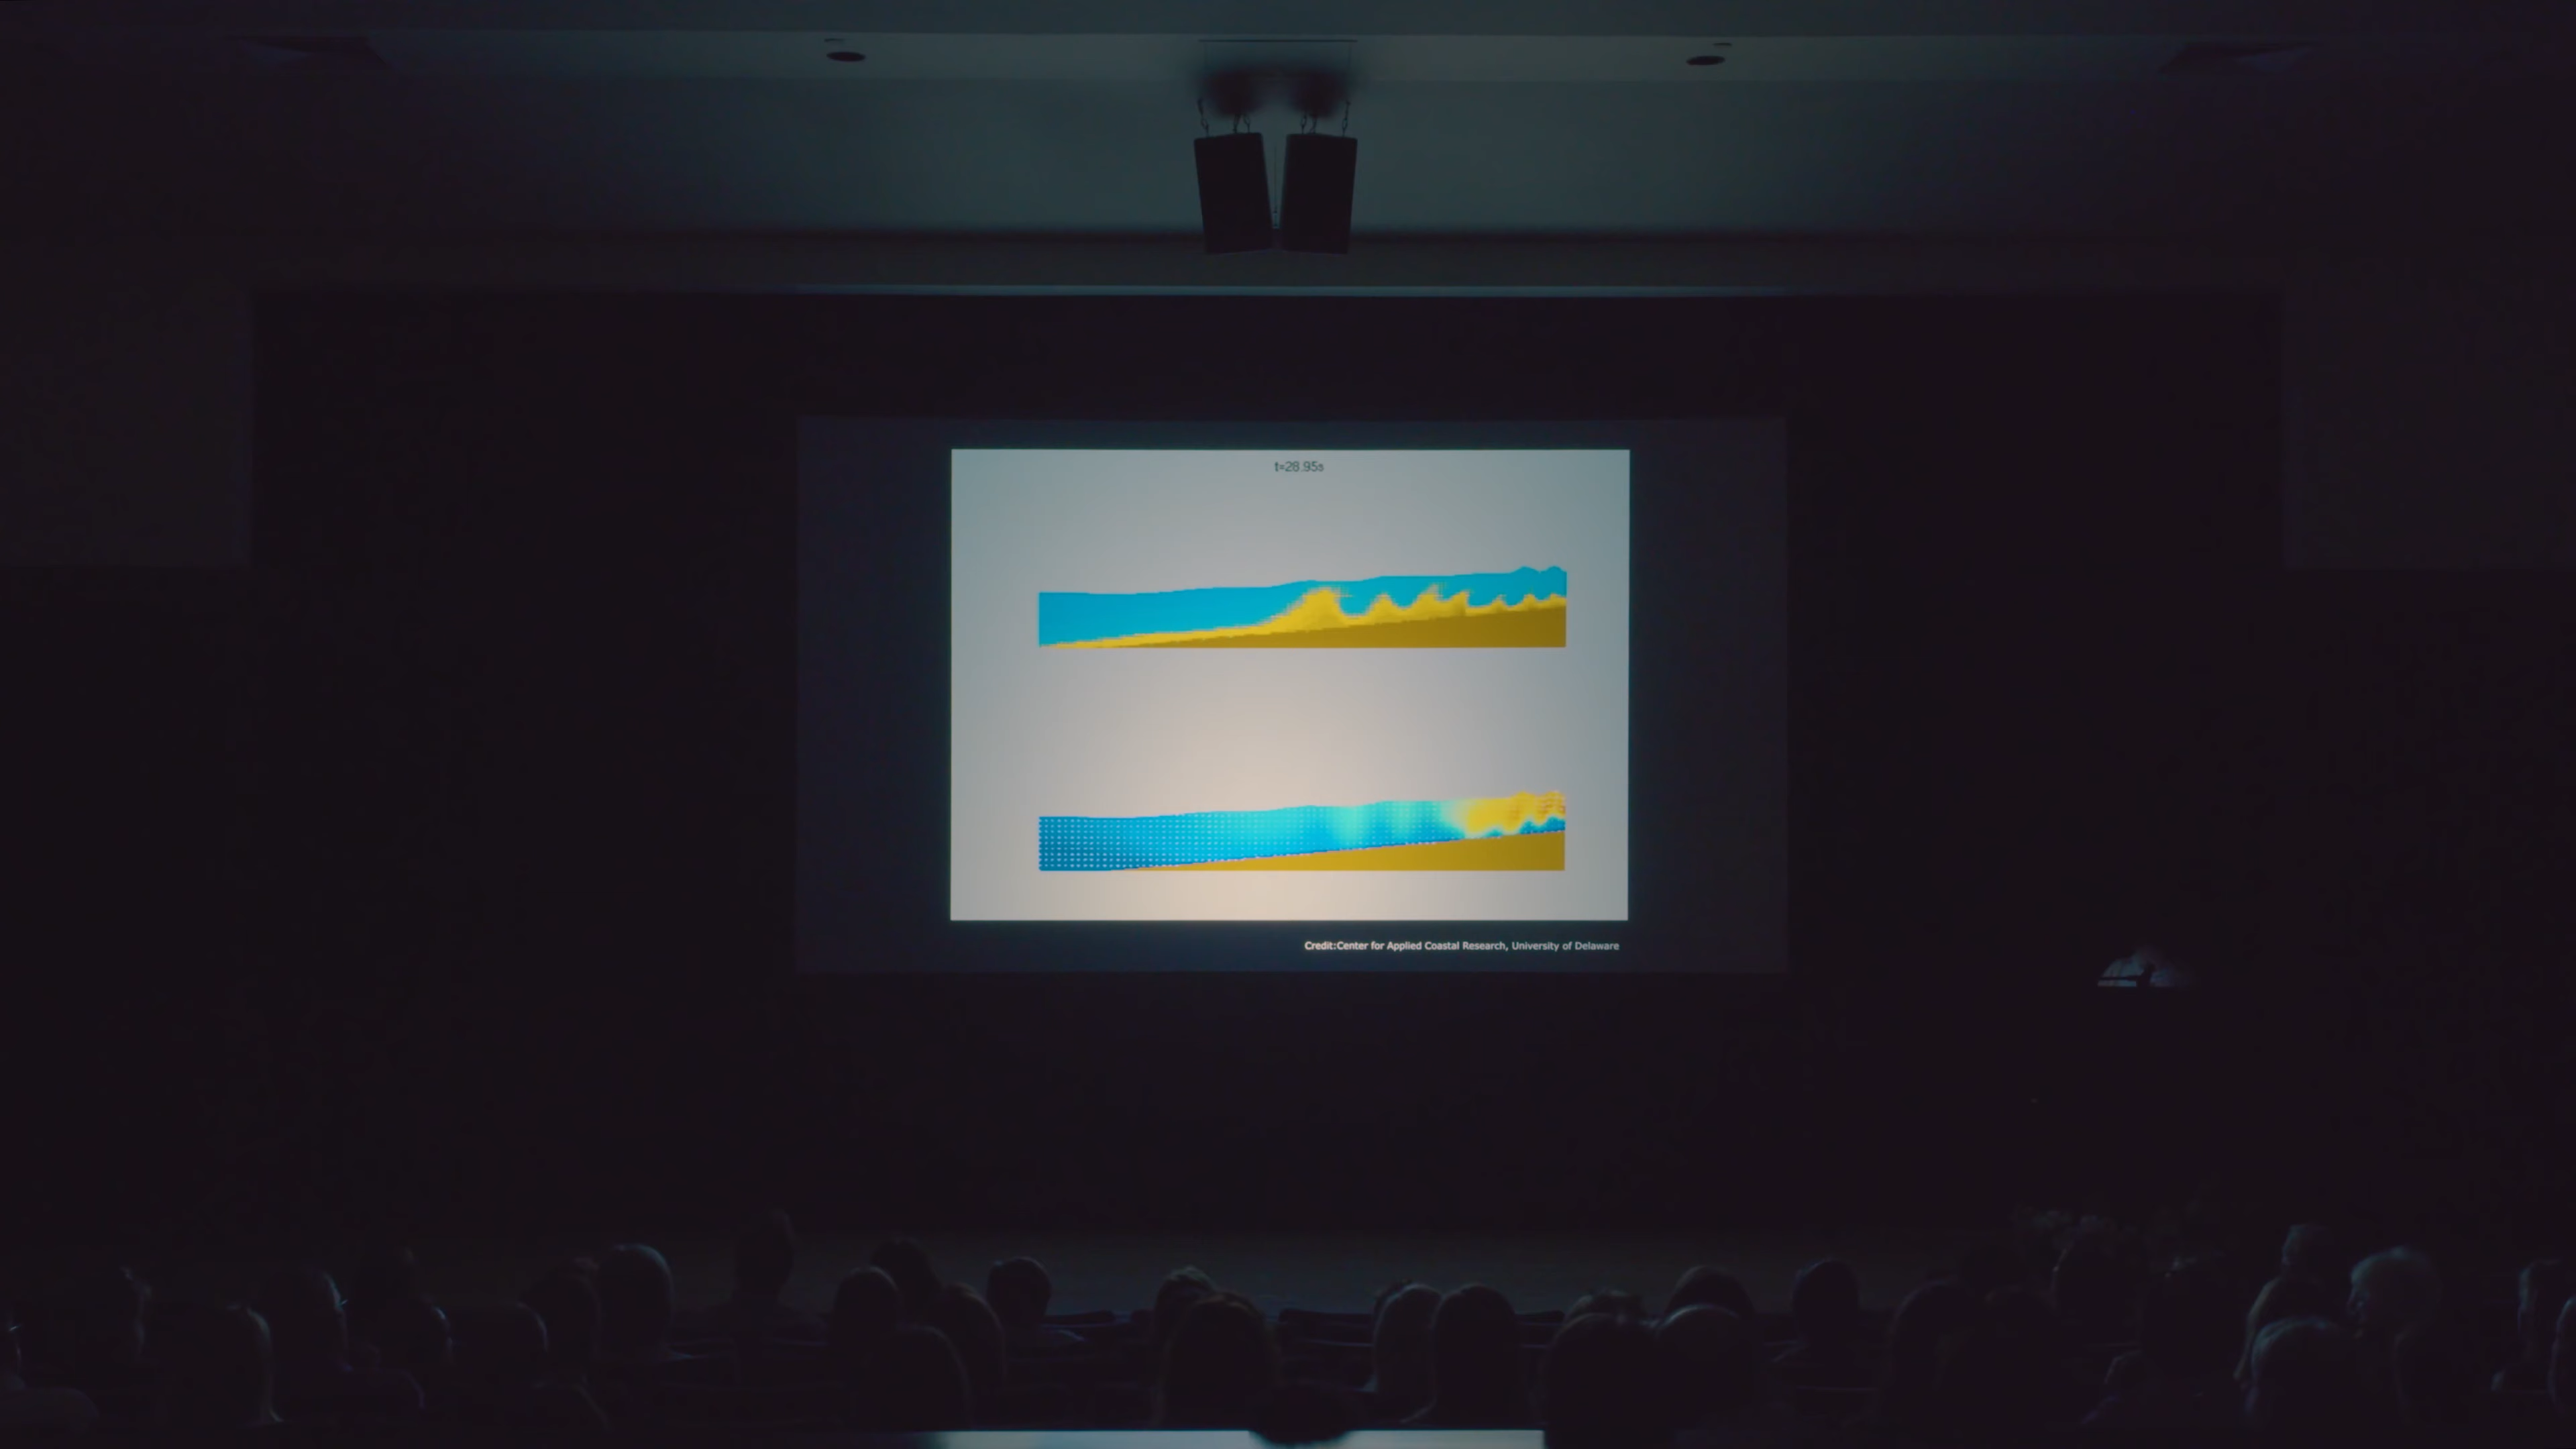 t=28.95s
Credit:Center for Applied Coastal Research, University of Delaware